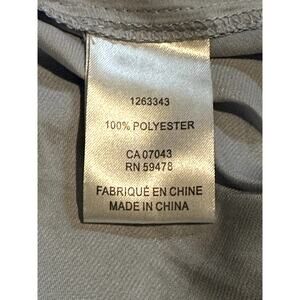 1263343
100% POLYESTER
CA 07043
RN 59478
FABRIQUÉ EN CHINE
MADE IN CHINA